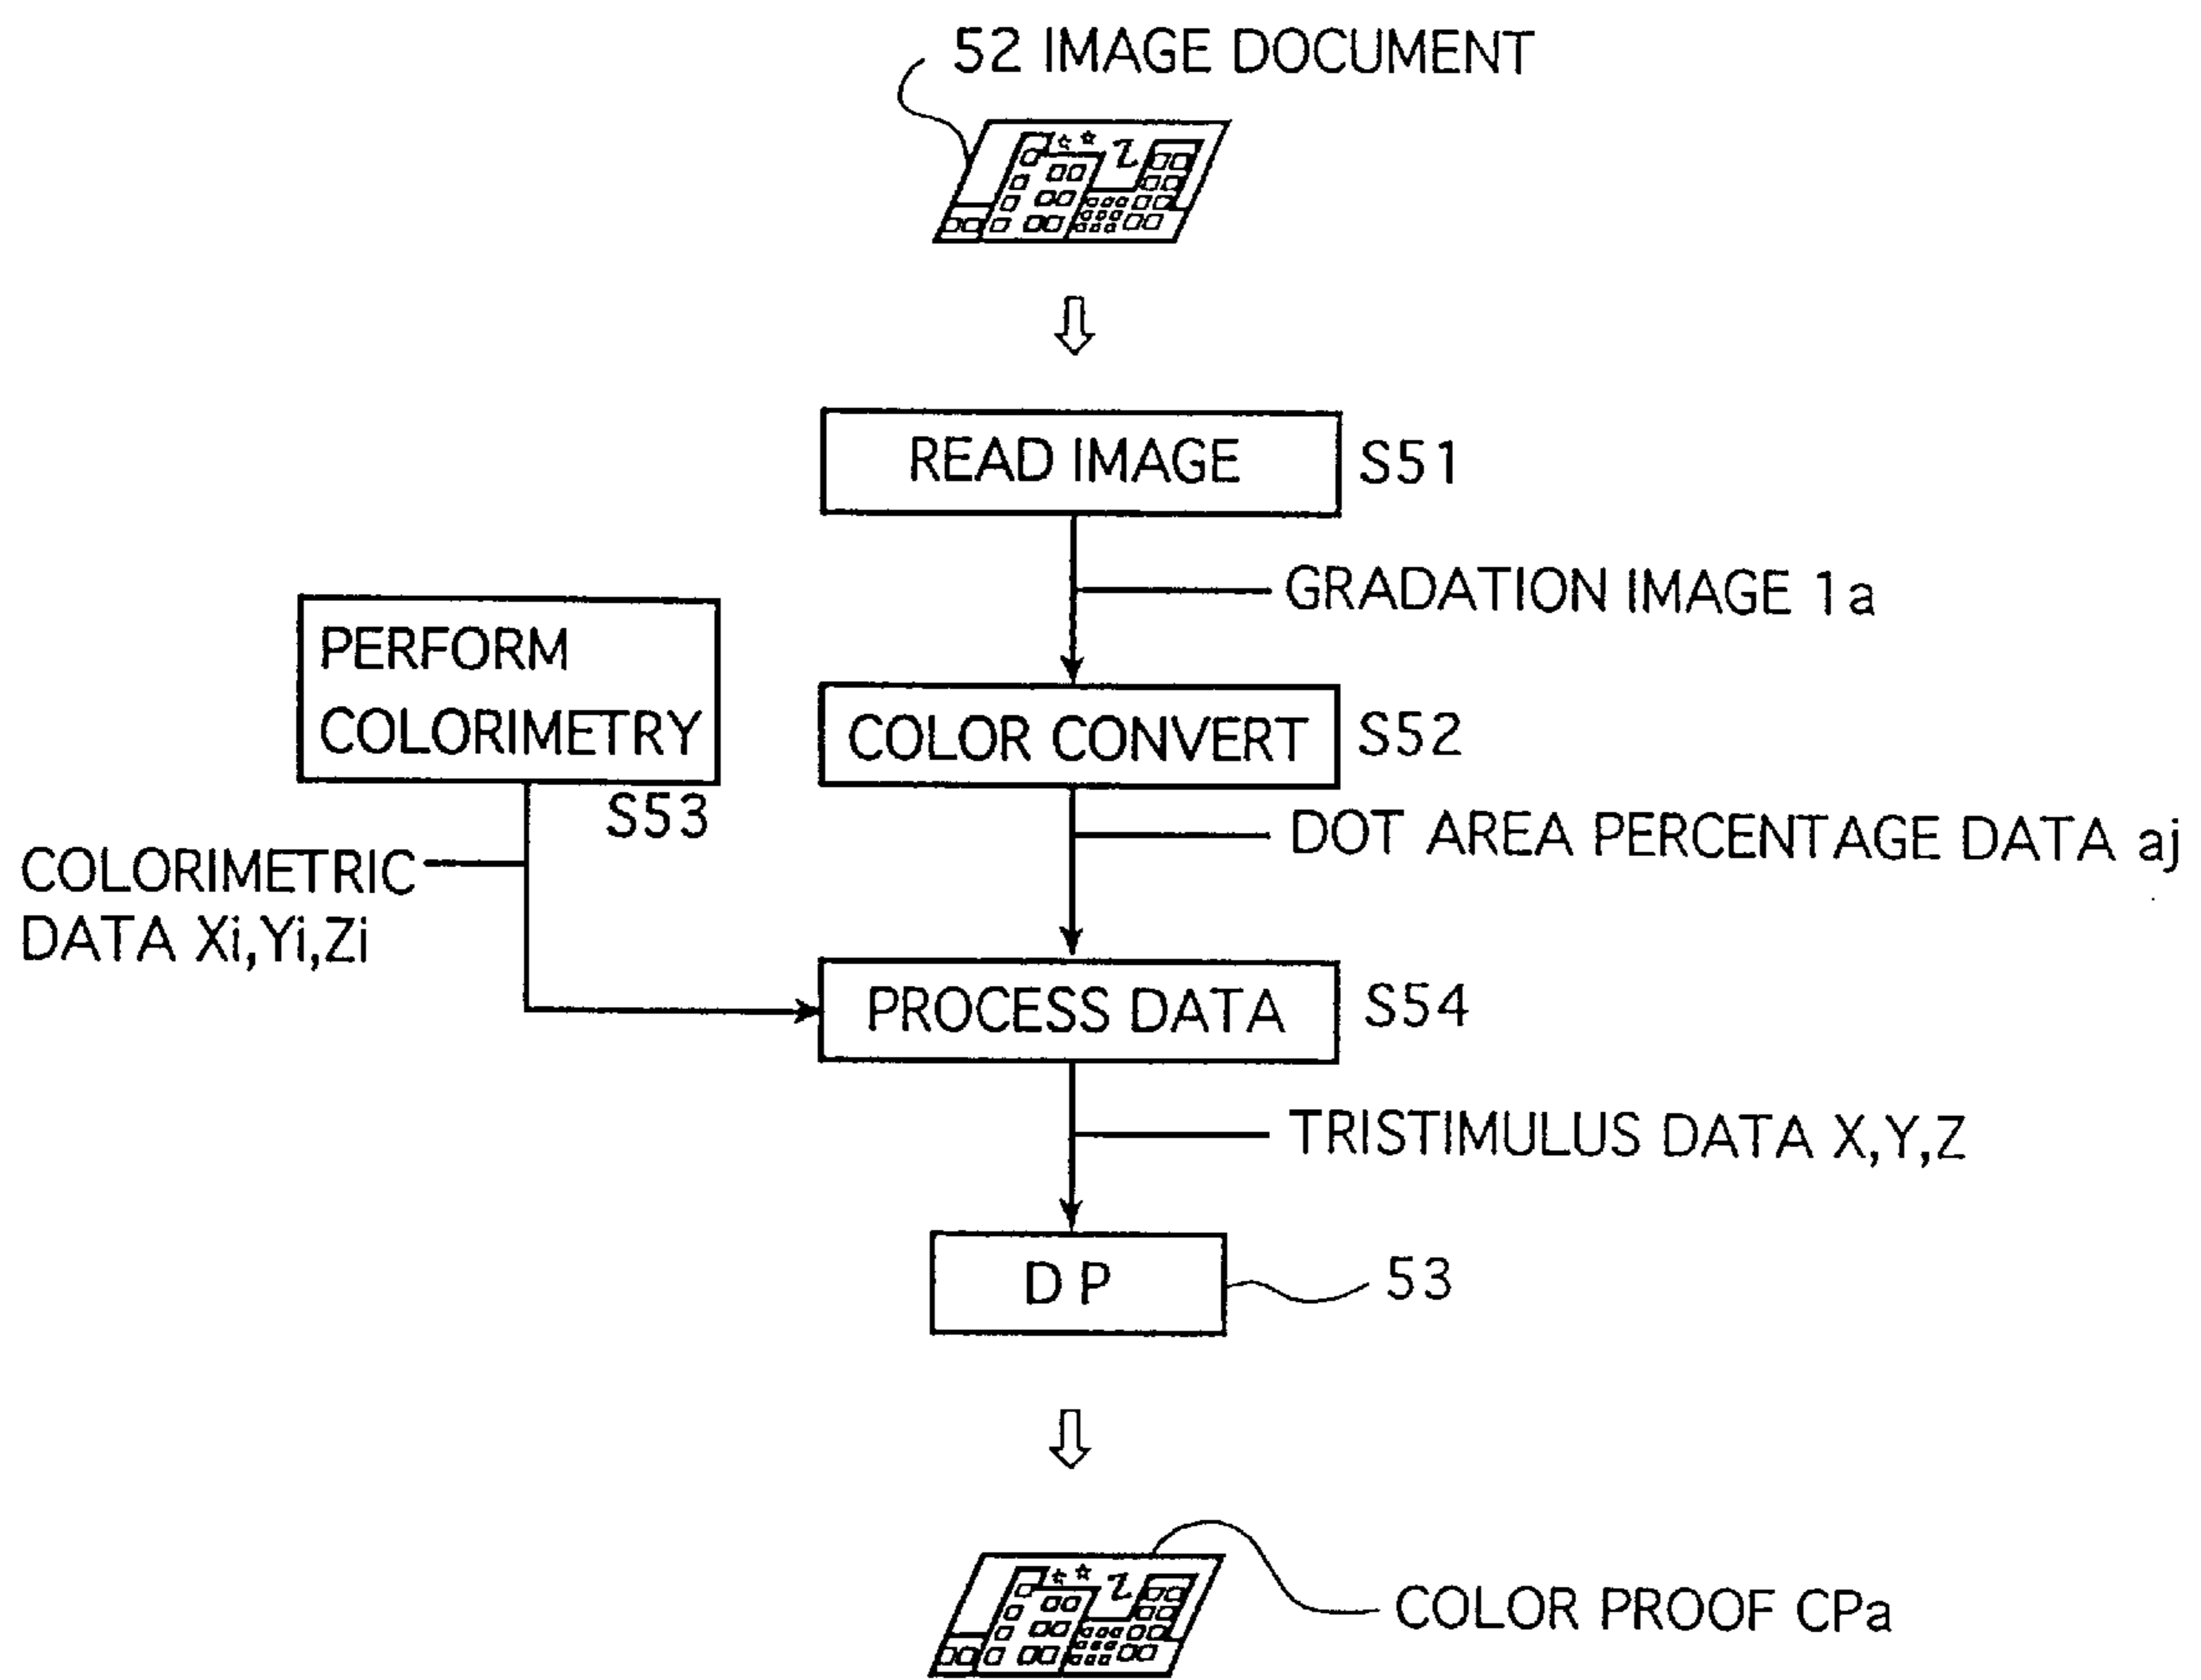 52 IMAGE DOCUMENT
READ IMAGE
S51
GRADATION IMAGE 1a
PERFORM
COLORIMETRY
S53
COLOR CONVERT
S52
DOT AREA PERCENTAGE DATA aj
COLORIMETRIC
DATA Xi,Yi,Zi
PROCESS DATA
S54
TRISTIMULUS DATA X,Y,Z
DP
53
COLOR PROOF CPa